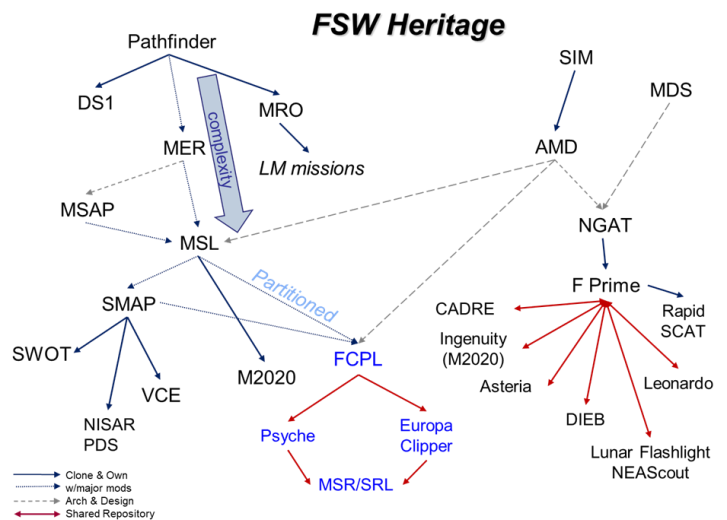 FSW Heritage
Pathfinder
SIM
MDS
DS1
MRO
complexity
MER
LM missions
AMD
MSAP
MSL
NGAT
Partitioned
SMAP
F Prime
CADRE
Rapid
SCAT
Ingenuity
(M2020)
SWOT
FCPL
M2020
VCE
Asteria
Leonardo
NISAR
PDS
DIEB
Psyche
Europa
Clipper
Lunar Flashlight
NEAScout
MSR/SRL
Clone & Own
w/major mods
Arch & Design
Shared Repository